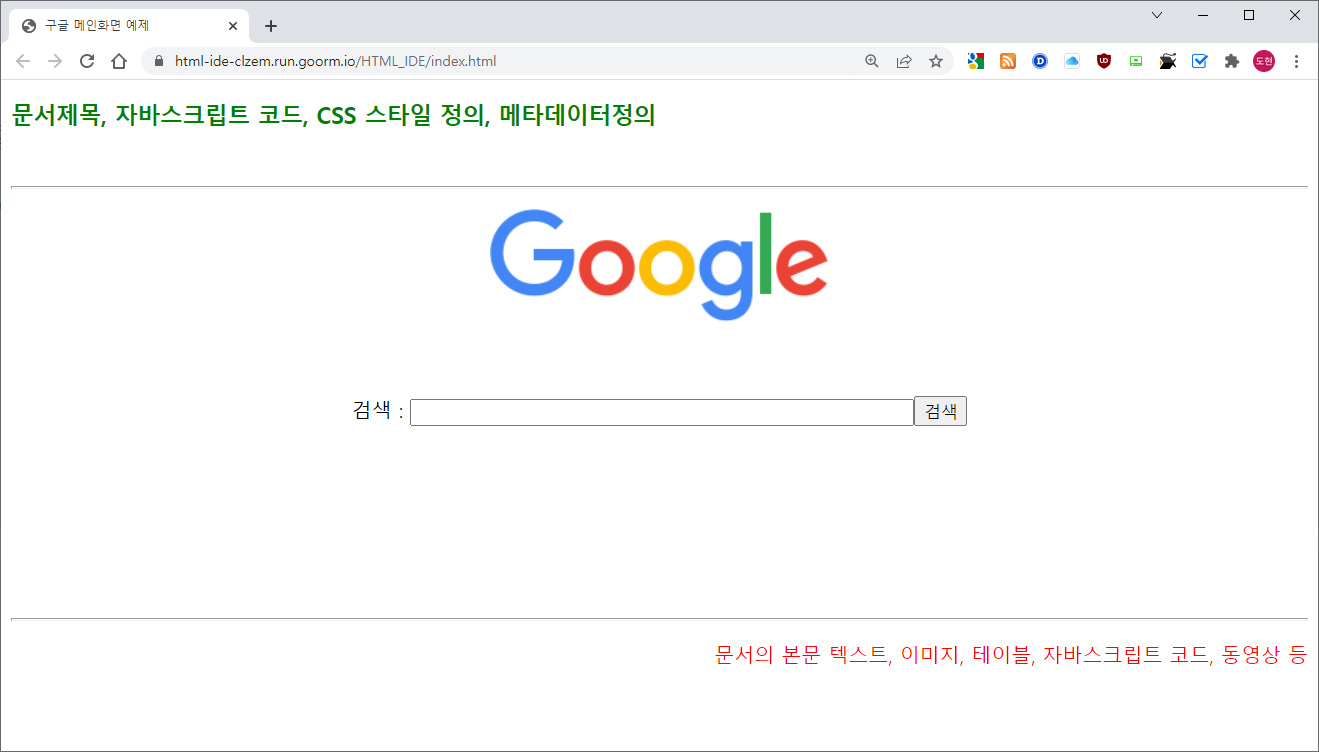 구글 메인화면 예제
html-ide-clzem.run.goorm.io/HTML_IDE/index.html
도현
문서제목, 자바스크립트 코드, CSS 스타일 정의, 메타데이터정의
Google
검색 : 검색
문서의 본문 텍스트, 이미지, 테이블, 자바스크립트 코드, 동영상 등